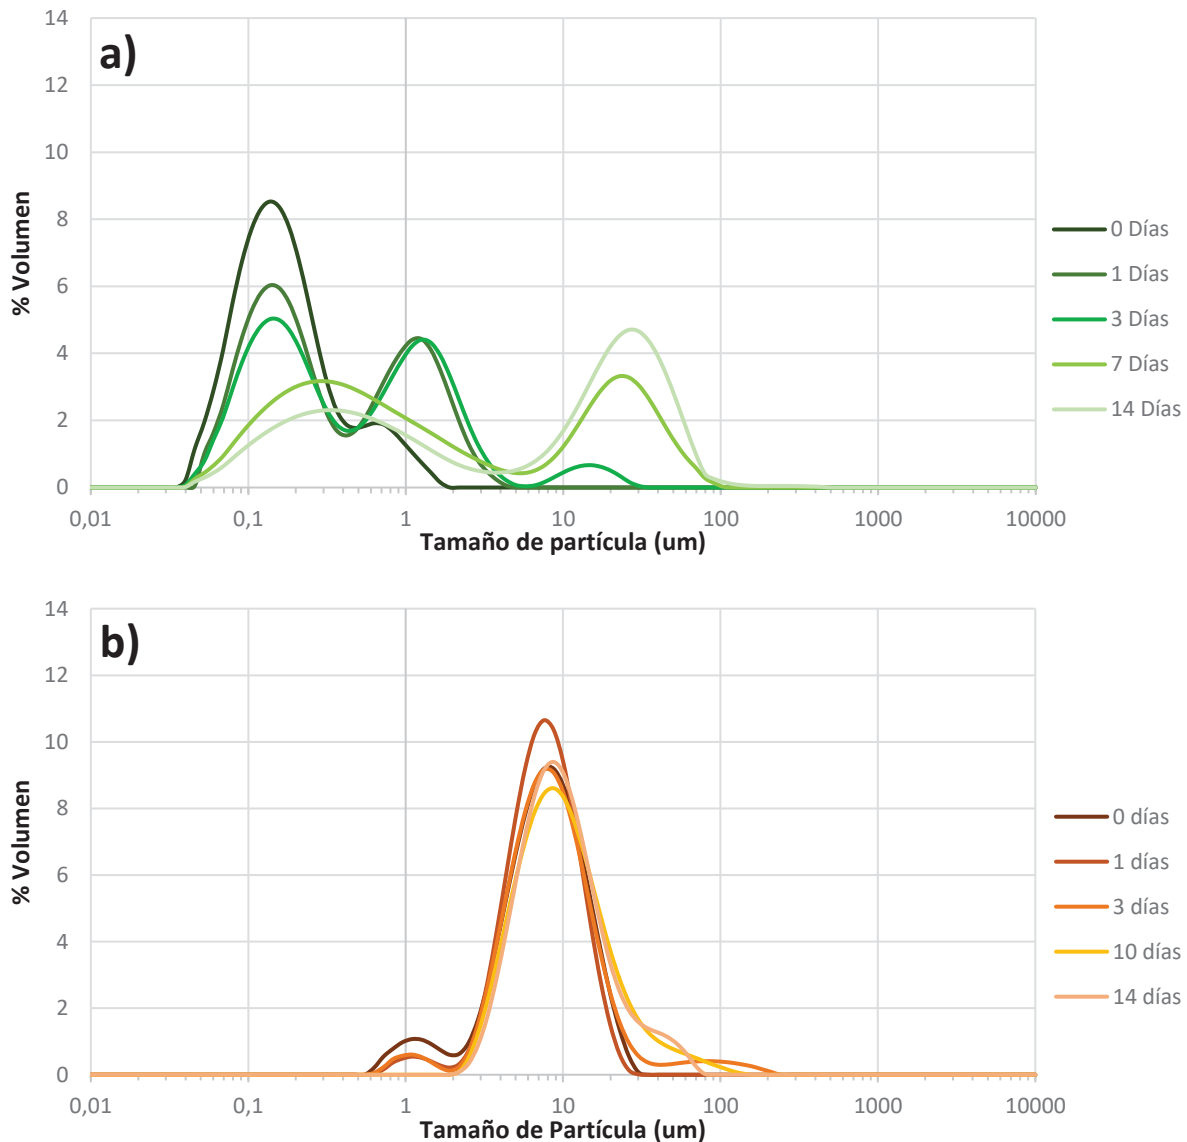 a)
14
12
10
8
6
4
2
0
% Volumen
0,01 0,1 1 10 100 1000 10000
Tamaño de partícula (um)
0 Días
1 Días
3 Días
7 Días
14 Días
b)
14
12
10
8
6
4
2
0
% Volumen
0,01 0,1 1 10 100 1000 10000
Tamaño de Partícula (um)
0 días
1 días
3 días
10 días
14 días